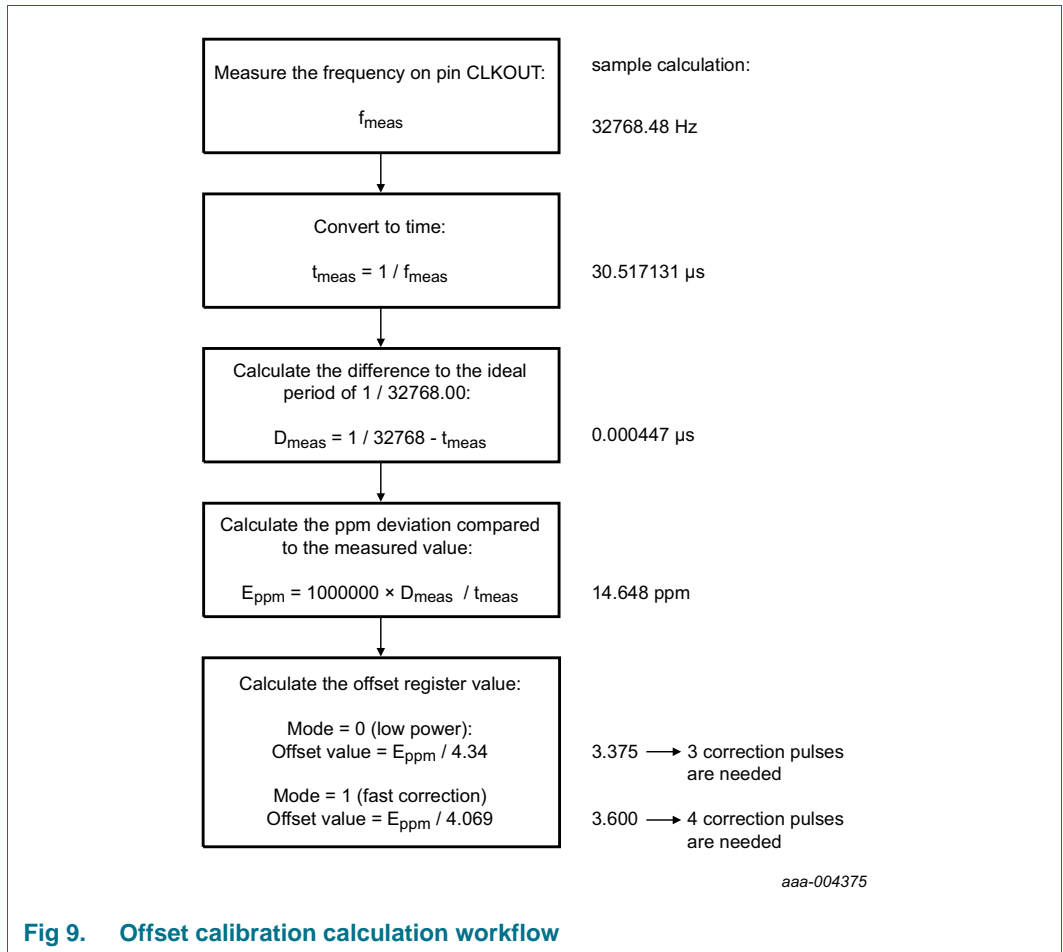 Measure the frequency on pin CLKOUT:
fmeas
sample calculation:
32768.48 Hz
Convert to time:
tmeas = 1 / fmeas
30.517131 µs
Calculate the difference to the ideal
period of 1 / 32768.00:
Dmeas = 1 / 32768 - tmeas
0.000447 µs
Calculate the ppm deviation compared
to the measured value:
Eppm = 1000000 × Dmeas / tmeas
14.648 ppm
Calculate the offset register value:
Mode = 0 (low power):
Offset value = Eppm / 4.34
3.375 → 3 correction pulses
are needed
Mode = 1 (fast correction)
Offset value = Eppm / 4.069
3.600 → 4 correction pulses
are needed
aaa-004375
Fig 9. Offset calibration calculation workflow